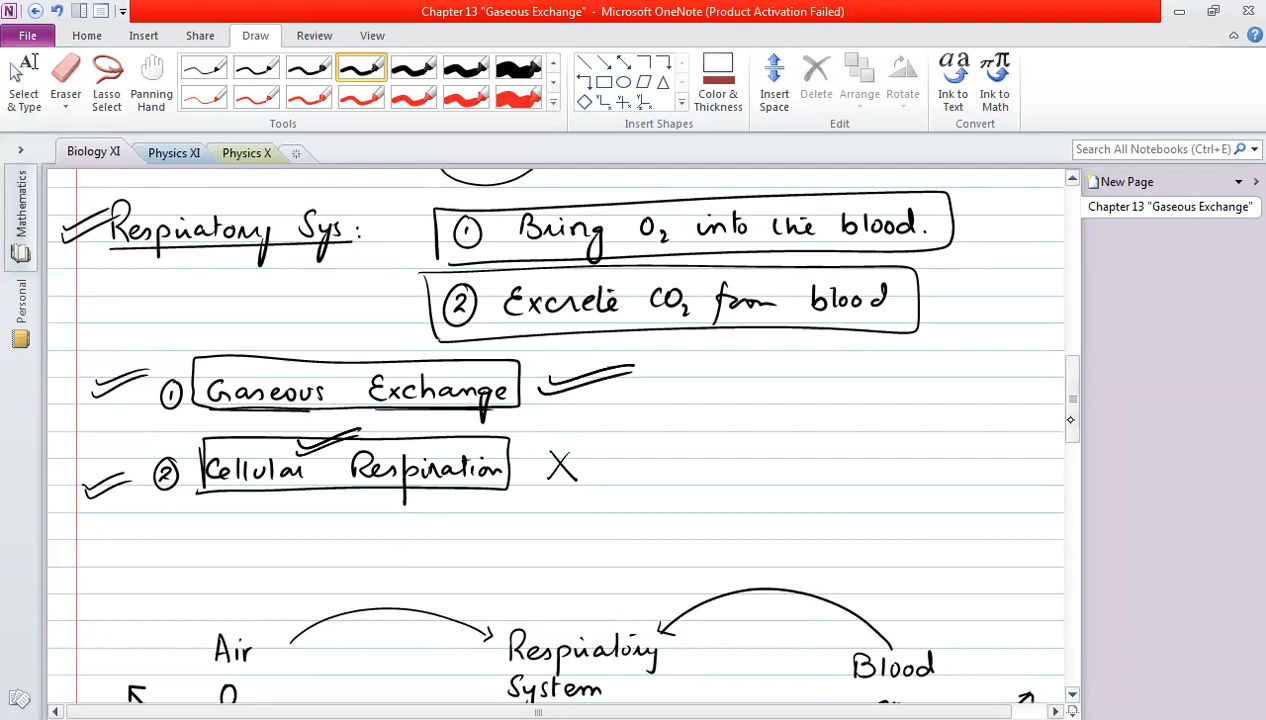 Chapter 13 "Gaseous Exchange" - Microsoft OneNote (Product Activation Failed)
File Home Insert Share Draw Review View
Select & Type
Eraser
Lasso Select
Panning Hand
Color & Thickness
Insert Space
Delete
Arrange
Rotate
Ink to Text
Ink to Math
Tools Insert Shapes Edit Convert
Biology XI Physics XI Physics X
Search All Notebooks (Ctrl+E)
New Page
Chapter 13 "Gaseous Exchange"
Mathematics
Personal
Respiratory Sys :
① Bring O₂ into the blood.
② Excrete CO₂ from blood
① Gaseous Exchange
② Cellular Respiration X
Air Respiratory System Blood